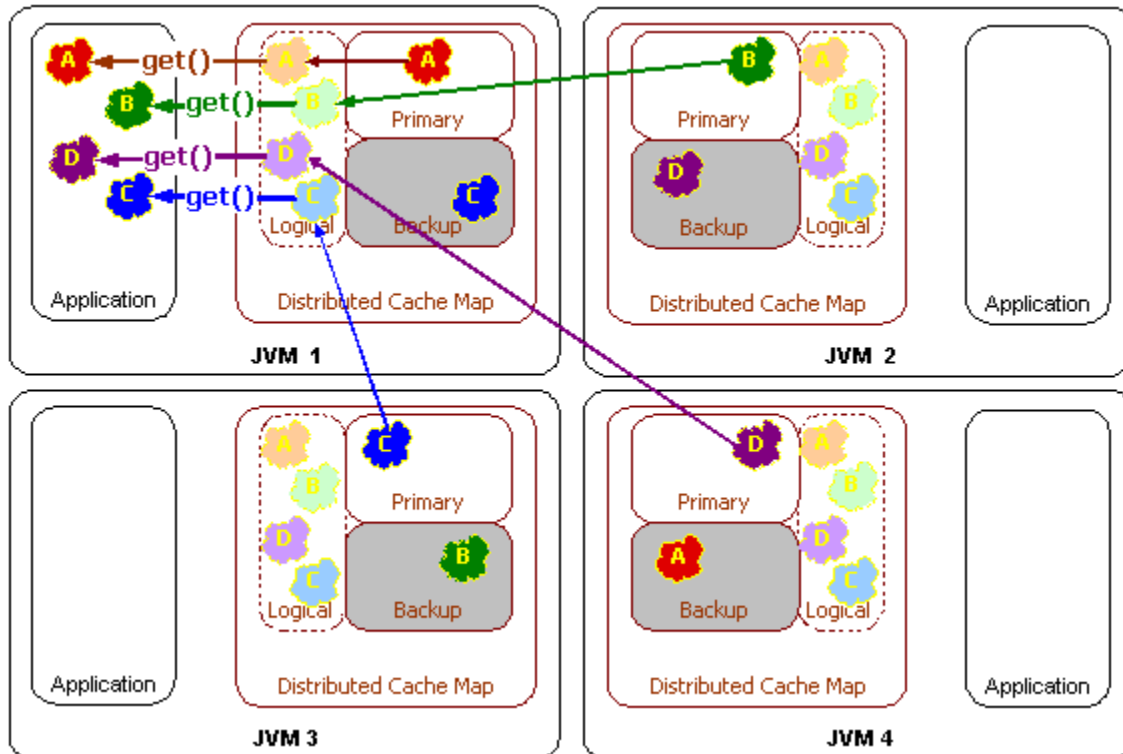 A get() A A
B get() B
Primary
D get() D
C get() C C
Logical Backup
Application
Distributed Cache Map
JVM 1
B A
B
Primary
D D
C
Backup Logical
Distributed Cache Map
Application
JVM 2
A C
B
Primary
D B
C
Logical Backup
Application
Distributed Cache Map
JVM 3
D A
B
Primary
A D
C
Backup Logical
Distributed Cache Map
Application
JVM 4